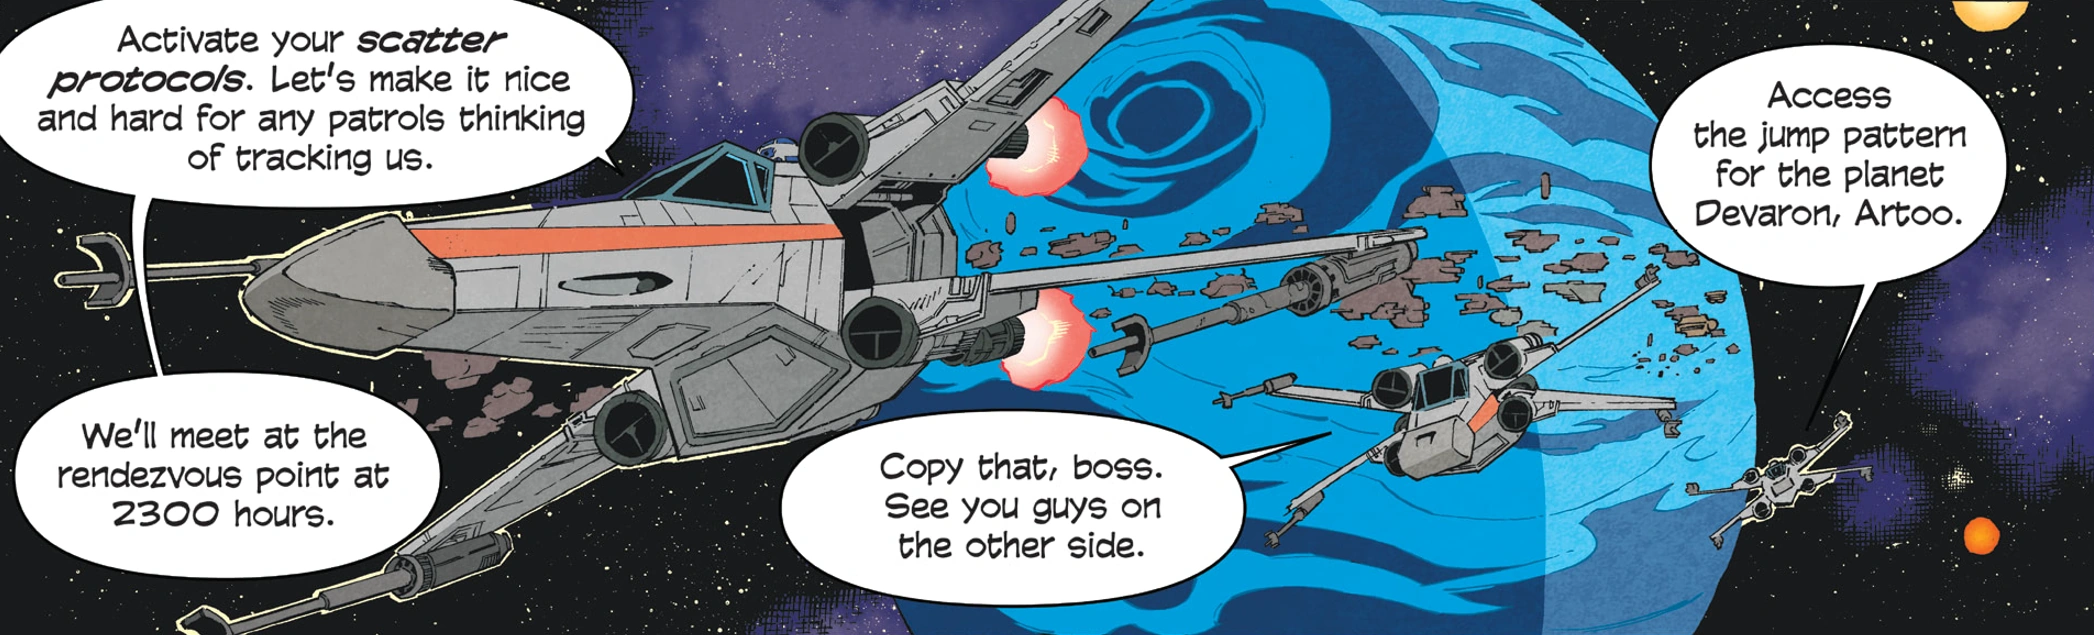 Activate your scatter
protocols. Let's make it nice
and hard for any patrols thinking
of tracking us.
We'll meet at the
rendezvous point at
2300 hours.
Copy that, boss.
See you guys on
the other side.
Access
the jump pattern
for the planet
Devaron, Artoo.